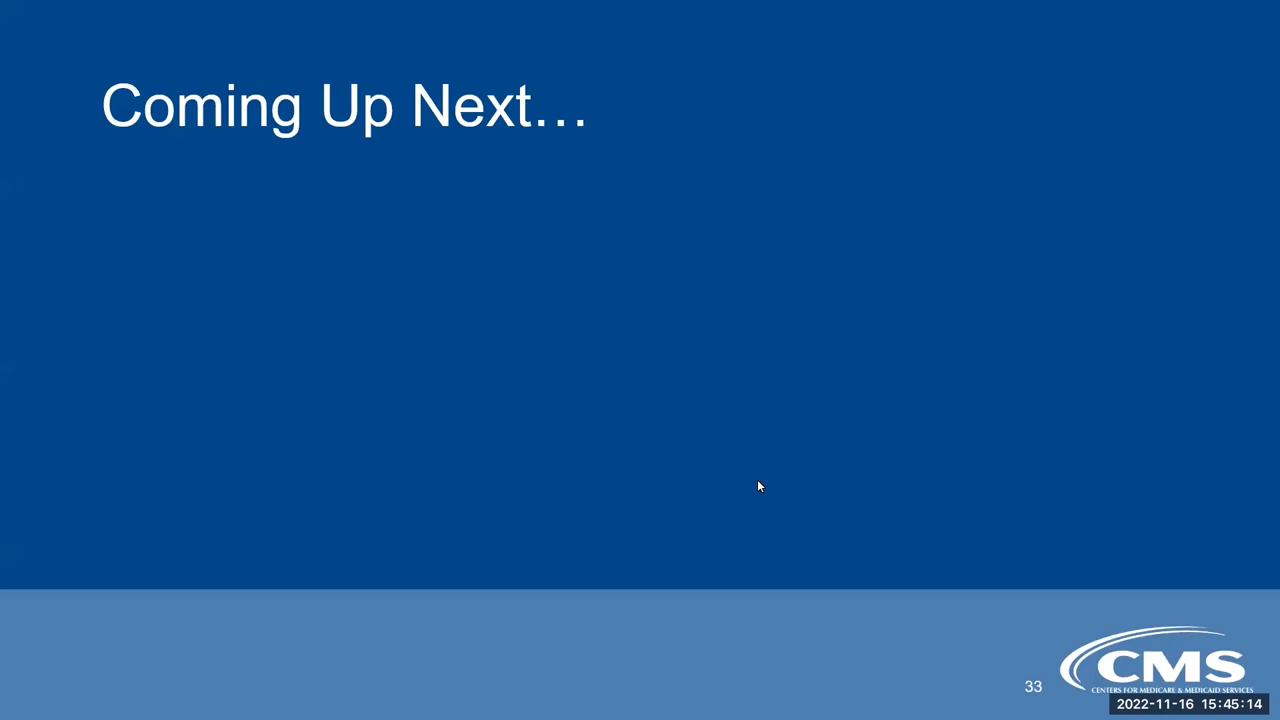 Coming Up Next…
33
CMS
CENTERS FOR MEDICARE & MEDICAID SERVICES
2022-11-16 15:45:14